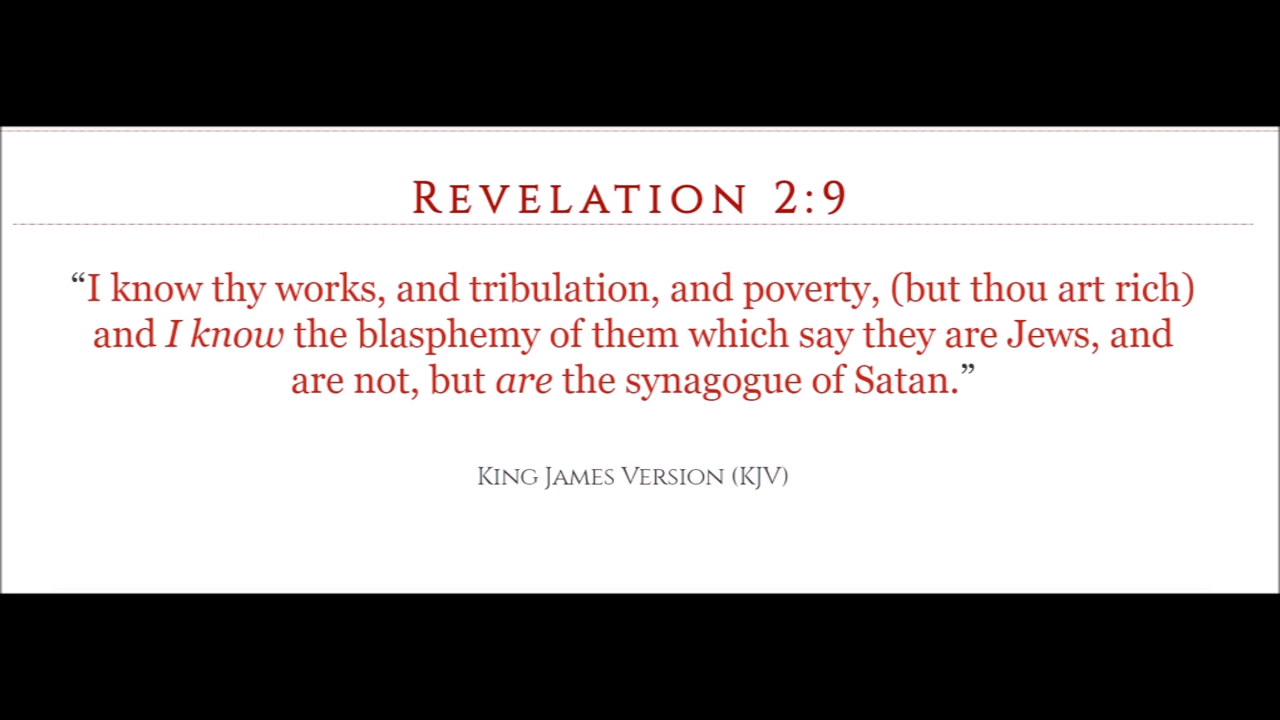 Revelation 2:9
“I know thy works, and tribulation, and poverty, (but thou art rich)
and I know the blasphemy of them which say they are Jews, and
are not, but are the synagogue of Satan.”
King James Version (KJV)